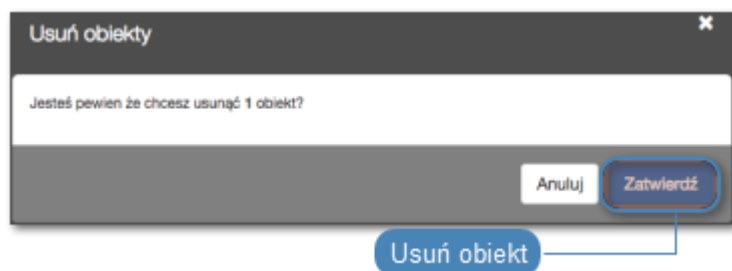 Usuń obiekty
Jesteś pewien że chcesz usunąć 1 obiekt?
Anuluj
Zatwierdź
Usuń obiekt